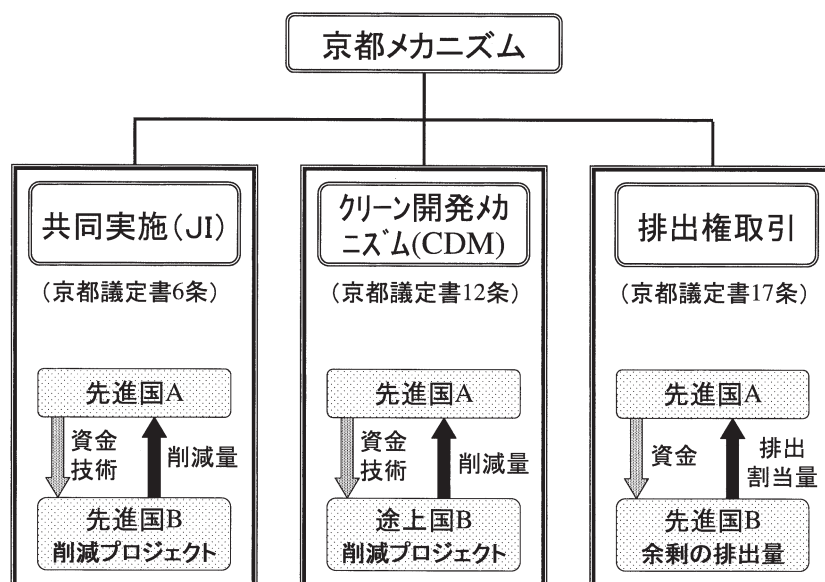 京都メカニズム
共同実施(JI)
(京都議定書6条)
先進国A
資金
技術
削減量
先進国B
削減プロジェクト
クリーン開発メカ
ニズム(CDM)
(京都議定書12条)
先進国A
資金
技術
削減量
途上国B
削減プロジェクト
排出権取引
(京都議定書17条)
先進国A
資金
排出
割当量
先進国B
余剰の排出量